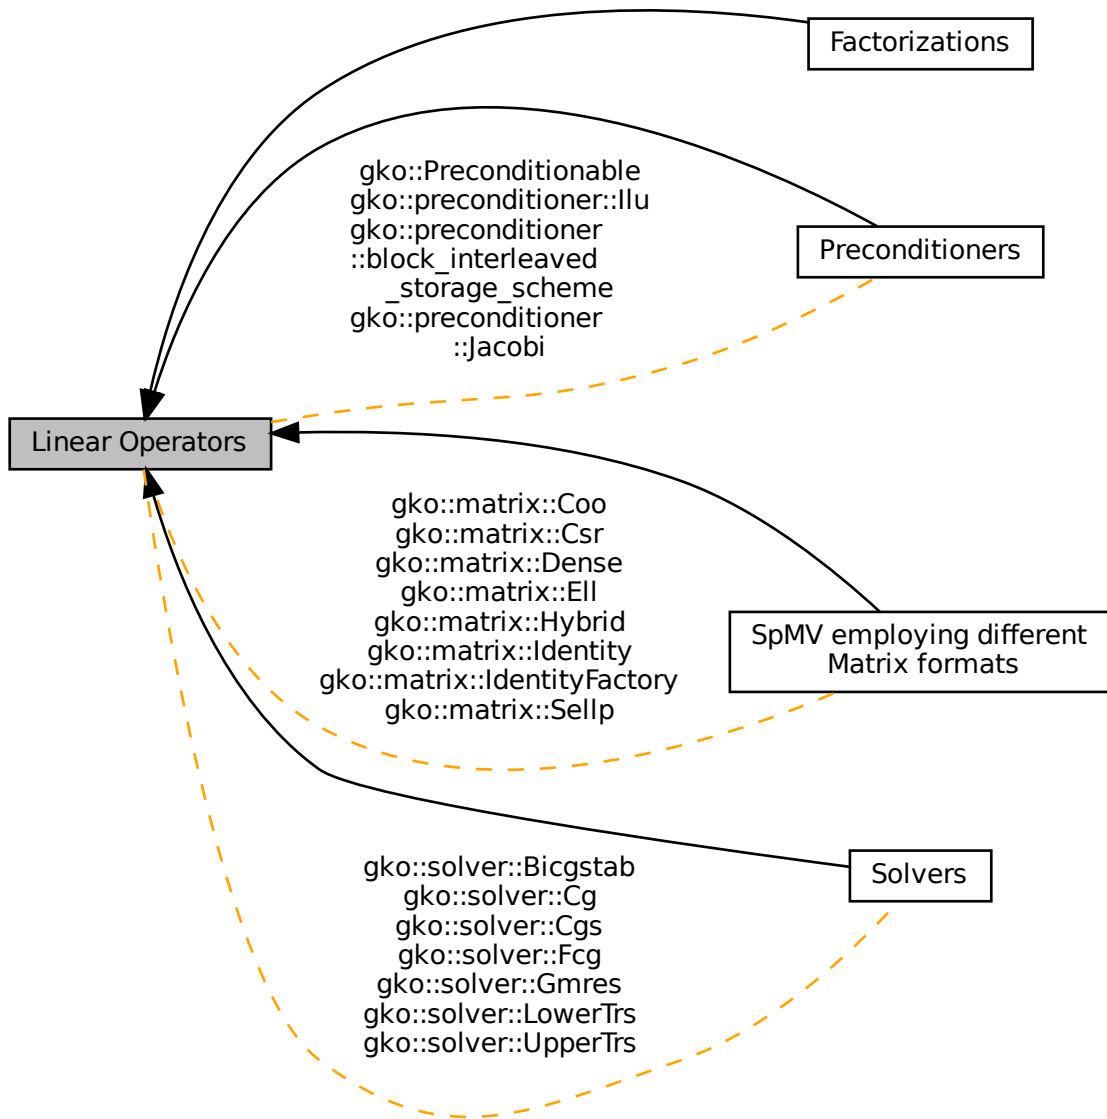 Factorizations
gko::Preconditionable
gko::preconditioner::Ilu
gko::preconditioner
::block_interleaved
_storage_scheme
gko::preconditioner
::Jacobi
Preconditioners
Linear Operators
gko::matrix::Coo
gko::matrix::Csr
gko::matrix::Dense
gko::matrix::Ell
gko::matrix::Hybrid
gko::matrix::Identity
gko::matrix::IdentityFactory
gko::matrix::Sellp
SpMV employing different
Matrix formats
gko::solver::Bicgstab
gko::solver::Cg
gko::solver::Cgs
gko::solver::Fcg
gko::solver::Gmres
gko::solver::LowerTrs
gko::solver::UpperTrs
Solvers